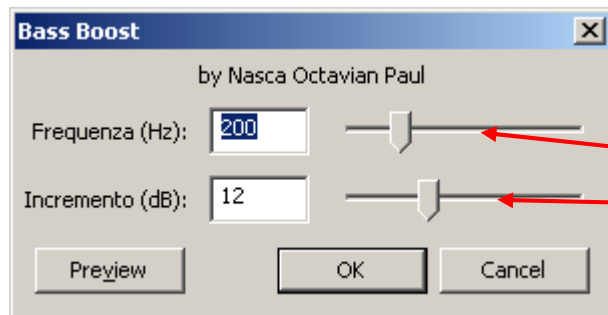 Bass Boost
by Nasca Octavian Paul
Frequenza (Hz): 200
Incremento (dB): 12
Preview OK Cancel